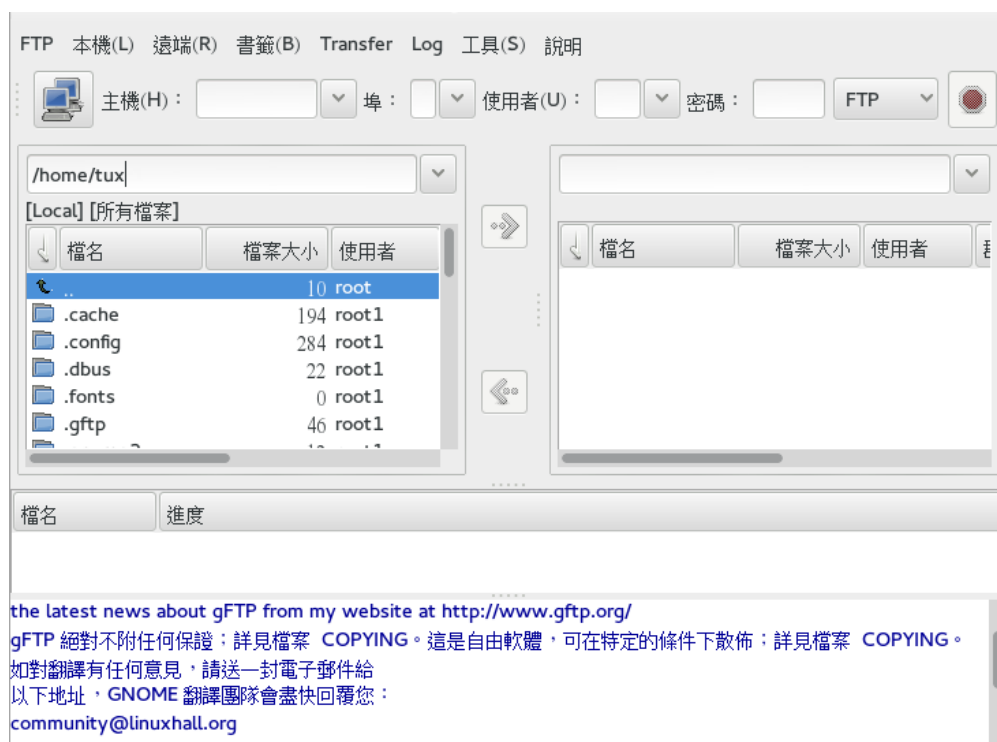 FTP 本機(L) 遠端(R) 書籤(B) Transfer Log 工具(S) 說明
主機(H)： 埠： 使用者(U)： 密碼： FTP
/home/tux
[Local] [所有檔案]
檔名 檔案大小 使用者
.. 10 root
.cache 194 root1
.config 284 root1
.dbus 22 root1
.fonts 0 root1
.gftp 46 root1
檔名 檔案大小 使用者
檔名 進度
the latest news about gFTP from my website at http://www.gftp.org/
gFTP 絕對不附任何保證；詳見檔案 COPYING。這是自由軟體，可在特定的條件下散佈；詳見檔案 COPYING。
如對翻譯有任何意見，請送一封電子郵件給
以下地址，GNOME 翻譯團隊會盡快回覆您：
community@linuxhall.org